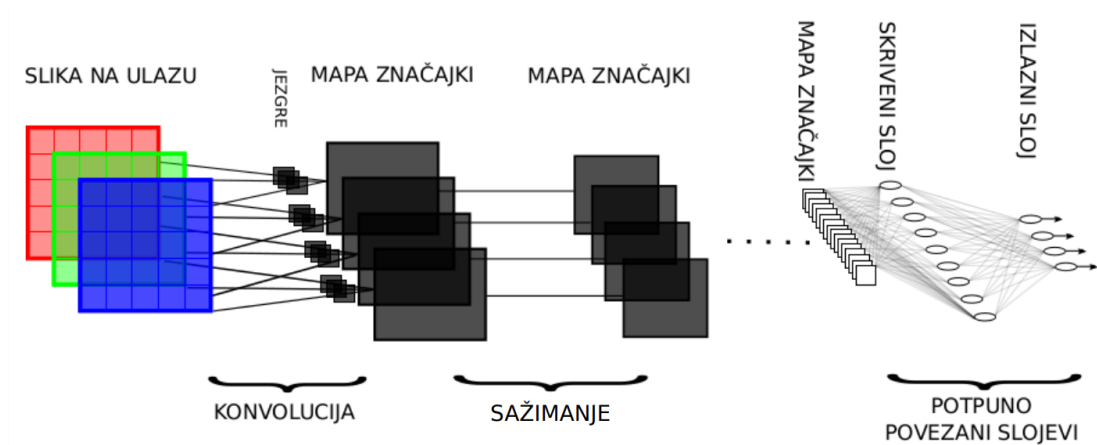 SLIKA NA ULAZU
JEZGRE
MAPA ZNAČAJKI
MAPA ZNAČAJKI
MAPA ZNAČAJKI
SKRIVENI SLOJ
IZLAZNI SLOJ
KONVOLUCIJA
SAŽIMANJE
POTPUNO
POVEZANI SLOJEVI